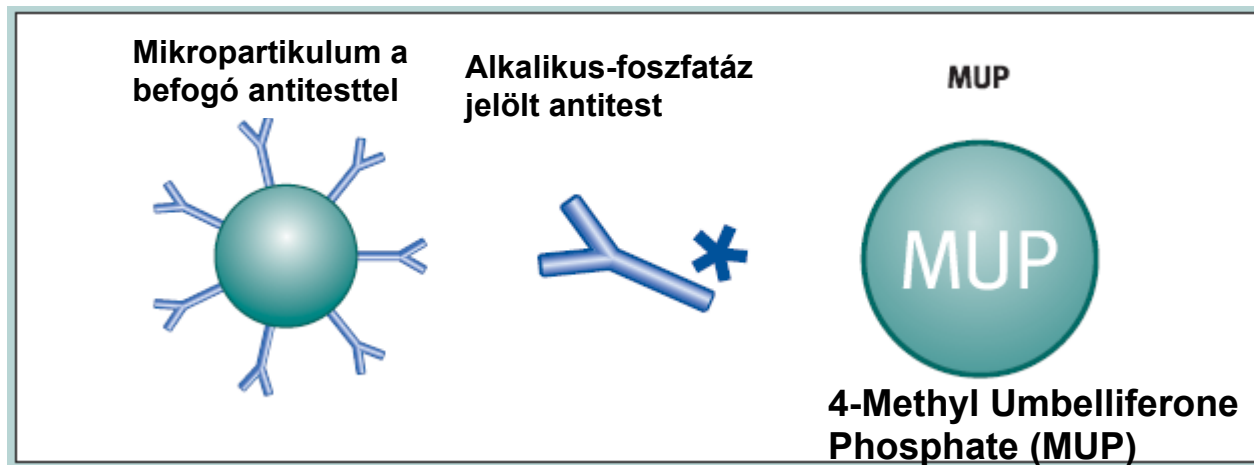 Mikropartikulum a
befogó antitesttel
Alkalikus-foszfatáz
jelölt antitest
MUP
MUP
4-Methyl Umbelliferone
Phosphate (MUP)